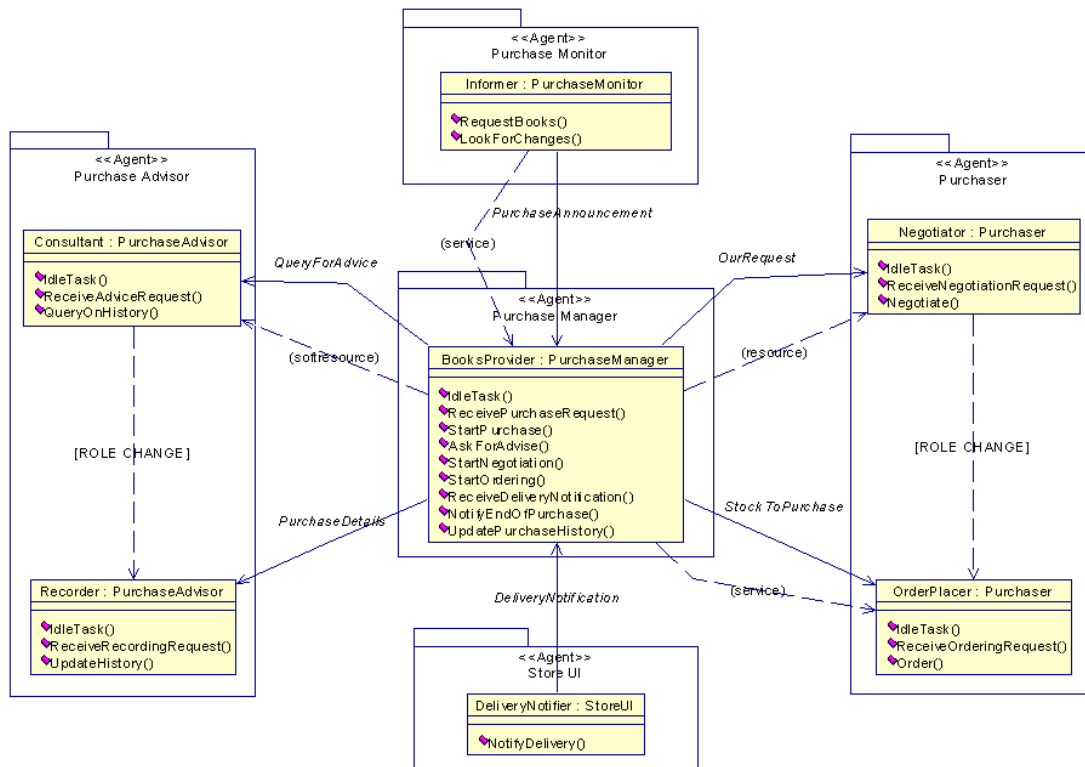 <<Agent>>
Purchase Monitor
Informer : PurchaseMonitor
RequestBooks()
LookForChanges()
<<Agent>>
Purchase Advisor
Consultant : PurchaseAdvisor
IdleTask()
ReceiveAdviceRequest()
QueryOnHistory()
[ROLE CHANGE]
Recorder : PurchaseAdvisor
IdleTask()
ReceiveRecordingRequest()
UpdateHistory()
QueryForAdvice
(softresource)
PurchaseDetails
PurchaseAnnouncement
(service)
<<Agent>>
Purchase Manager
BooksProvider : PurchaseManager
IdleTask()
ReceivePurchaseRequest()
StartPurchase()
AskForAdvise()
StartNegotiation()
StartOrdering()
ReceiveDeliveryNotification()
NotifyEndOfPurchase()
UpdatePurchaseHistory()
DeliveryNotification
<<Agent>>
Store UI
DeliveryNotifier : StoreUI
NotifyDelivery()
OurRequest
(resource)
StockToPurchase
(service)
<<Agent>>
Purchaser
Negotiator : Purchaser
IdleTask()
ReceiveNegotiationRequest()
Negotiate()
[ROLE CHANGE]
OrderPlacer : Purchaser
IdleTask()
ReceiveOrderingRequest()
Order()